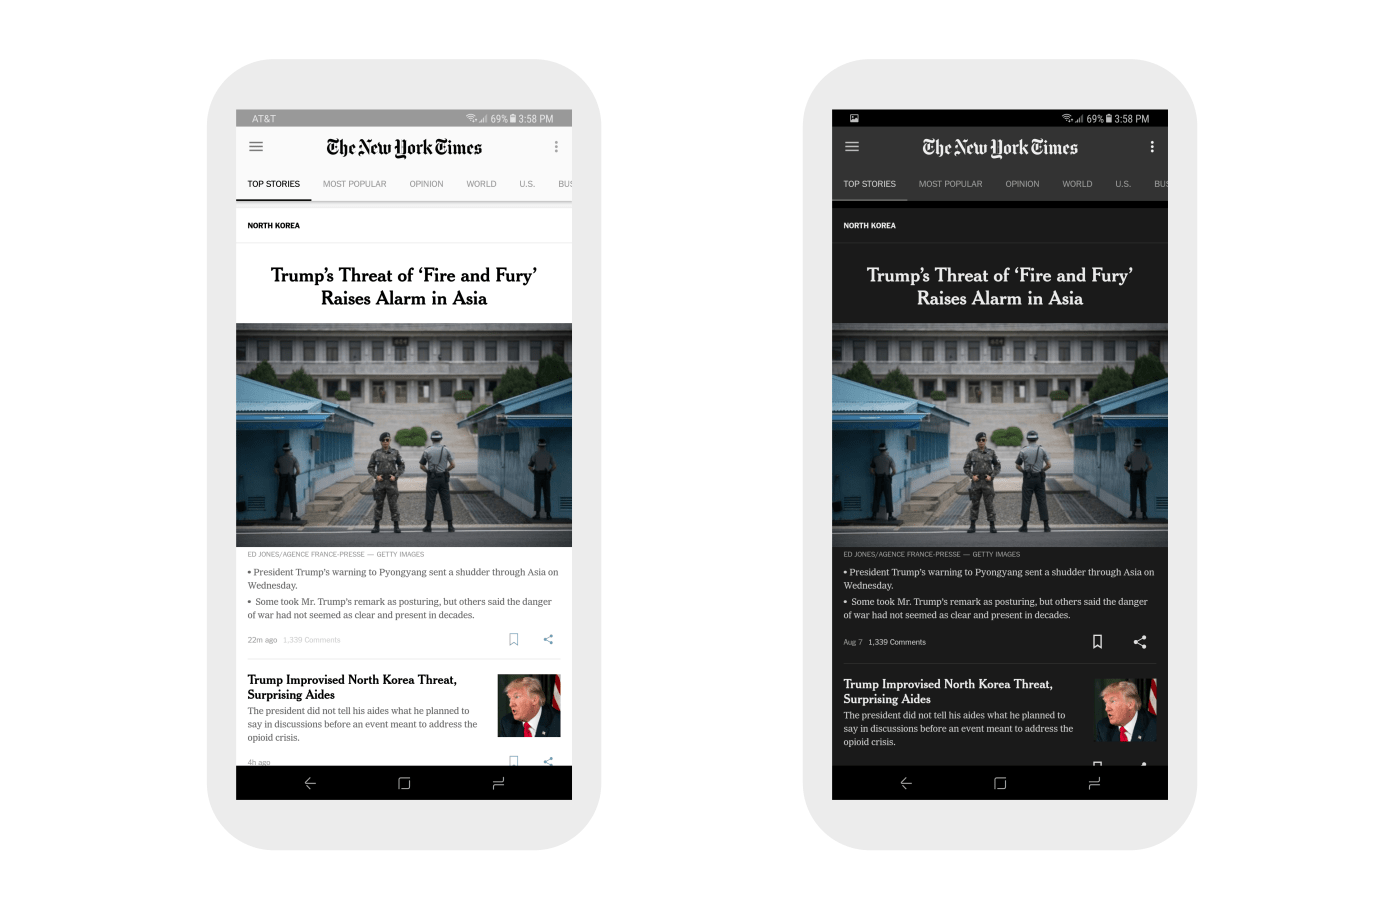 AT&T 69% 3:58 PM
The New York Times
TOP STORIES MOST POPULAR OPINION WORLD U.S. BUS
NORTH KOREA
Trump's Threat of ‘Fire and Fury’
Raises Alarm in Asia
ED JONES/AGENCE FRANCE-PRESSE — GETTY IMAGES
• President Trump's warning to Pyongyang sent a shudder through Asia on
Wednesday.
• Some took Mr. Trump's remark as posturing, but others said the danger
of war had not seemed as clear and present in decades.
22m ago 1,339 Comments
Trump Improvised North Korea Threat,
Surprising Aides
The president did not tell his aides what he planned to
say in discussions before an event meant to address the
opioid crisis.
4h ago
69% 3:58 PM
The New York Times
TOP STORIES MOST POPULAR OPINION WORLD U.S. BUS
NORTH KOREA
Trump's Threat of ‘Fire and Fury’
Raises Alarm in Asia
ED JONES/AGENCE FRANCE-PRESSE — GETTY IMAGES
• President Trump's warning to Pyongyang sent a shudder through Asia on
Wednesday.
• Some took Mr. Trump's remark as posturing, but others said the danger
of war had not seemed as clear and present in decades.
Aug 7 1,339 Comments
Trump Improvised North Korea Threat,
Surprising Aides
The president did not tell his aides what he planned to
say in discussions before an event meant to address the
opioid crisis.